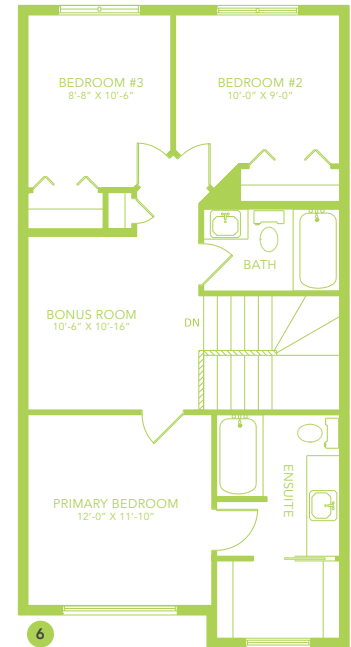 BEDROOM #3
8'-8" X 10'-6"
BEDROOM #2
10'-0" X 9'-0"
BATH
BONUS ROOM
10'-6" X 10'-16"
DN
PRIMARY BEDROOM
12'-0" X 11'-10"
ENSUITE
6